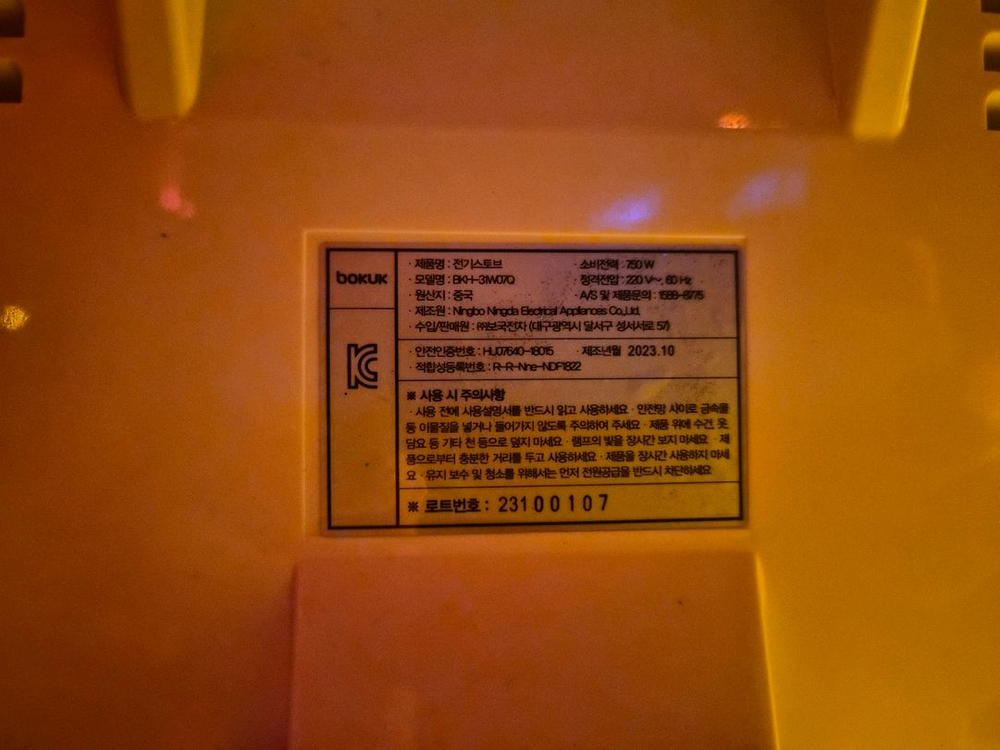 bokuk
· 제품명 : 전기스토브 · 소비전력 : 750 W
· 모델명 : BKH-31W07Q · 정격전압 : 220 V~, 60 Hz
· 원산지 : 중국 · A/S 및 제품문의 : 1588-6775
· 제조원 : Ningbo Ningda Electrical Appliances Co.,Ltd.
· 수입/판매원 : ㈜보국전자 (대구광역시 달서구 성서서로 57)
· 안전인증번호 : HU07640-18015 · 제조년월 2023.10
· 적합성등록번호 : R-R-Nne-NDF1822
※ 사용 시 주의사항
· 사용 전에 사용설명서를 반드시 읽고 사용하세요 · 안전망 사이로 금속물
등 이물질을 넣거나 들어가지 않도록 주의하여 주세요 · 제품 위에 수건, 옷,
담요 등 기타 천 등으로 덮지 마세요 · 램프의 빛을 장시간 보지 마세요 · 제
품으로부터 충분한 거리를 두고 사용하세요 · 제품을 장시간 사용하지 마세
요 · 유지 보수 및 청소를 위해서는 먼저 전원공급을 반드시 차단하세요
※ 로트번호 : 23100107